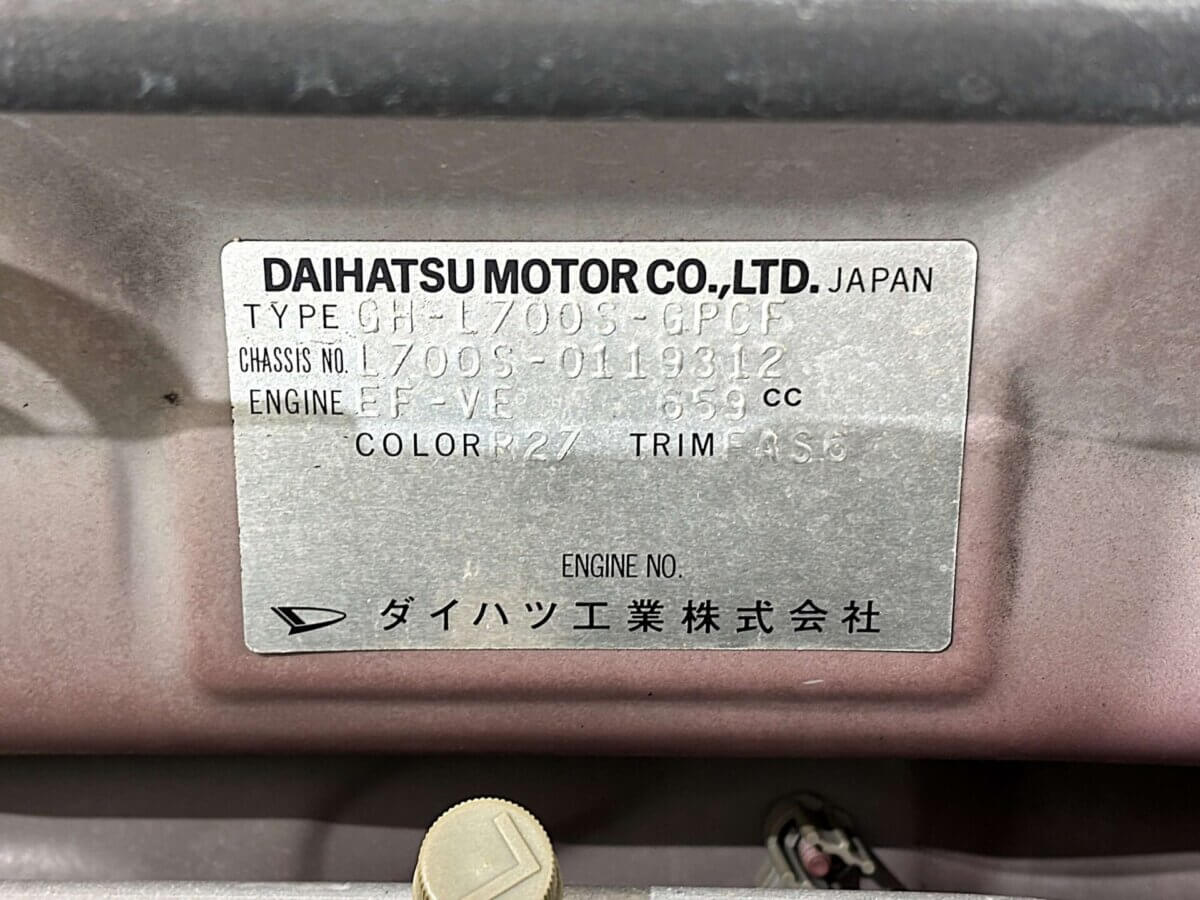 DAIHATSU MOTOR CO.,LTD. JAPAN
TYPE GH-L700S-GPCF
CHASSIS NO. L700S-0119312
ENGINE EF-VE 659 CC
COLOR R27 TRIM FAS6
ENGINE NO.
ダイハツ工業株式会社
L